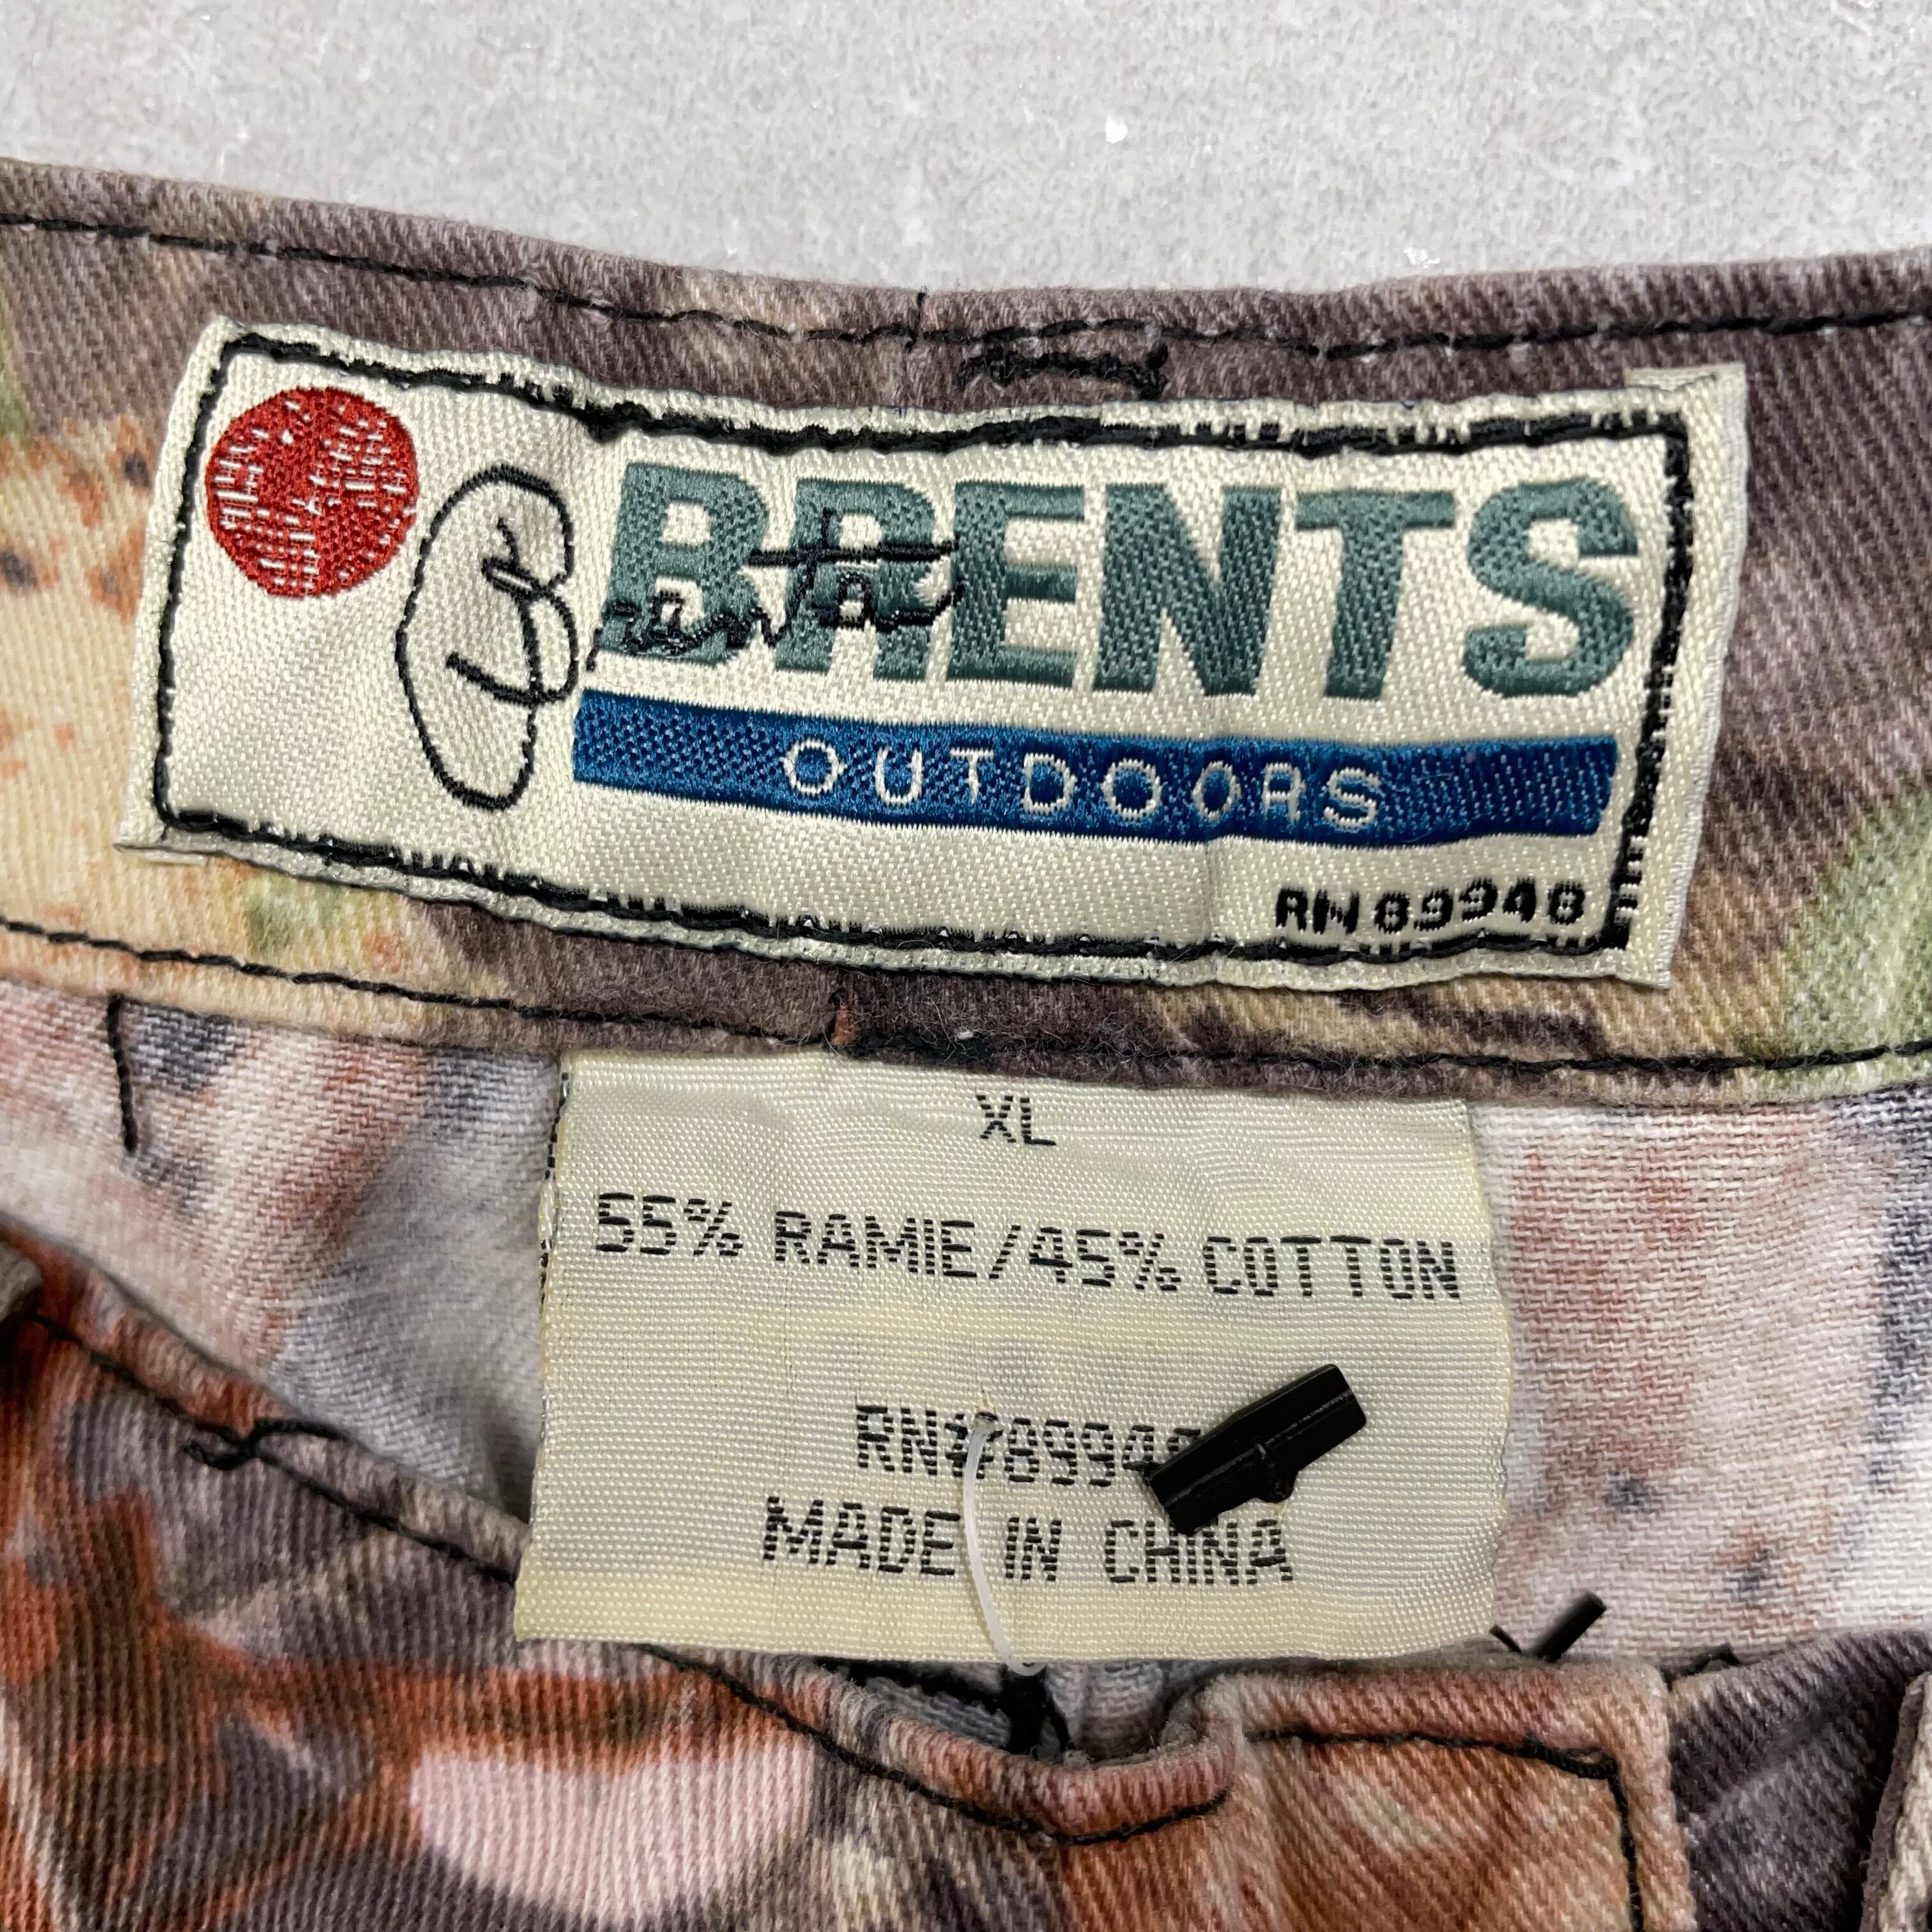 BRENTS
OUTDOORS
RN 89948
XL
55% RAMIE/45% COTTON
MADE IN CHINA